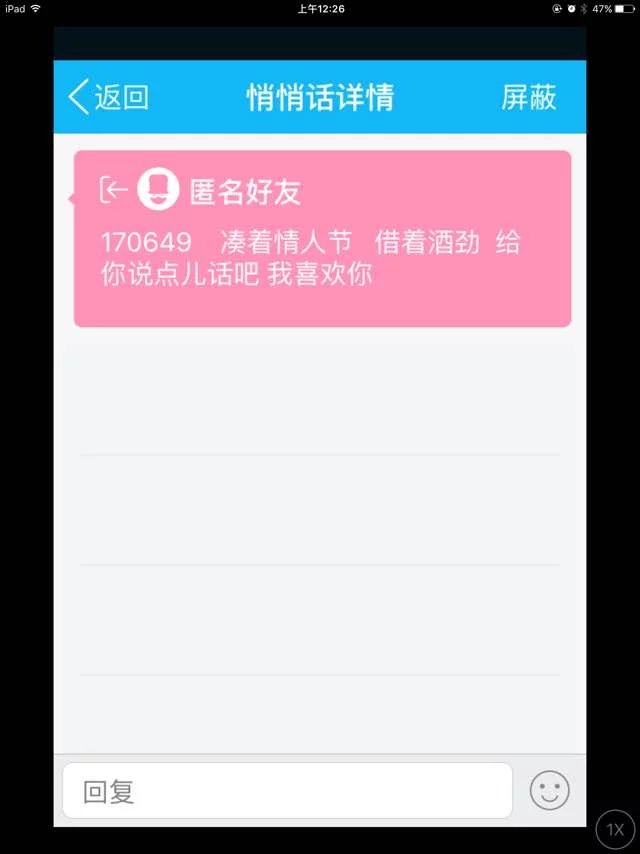 iPad 上午12:26 47%
返回 悄悄话详情 屏蔽
匿名好友
170649 凑着情人节 借着酒劲 给
你说点儿话吧 我喜欢你
回复
1X